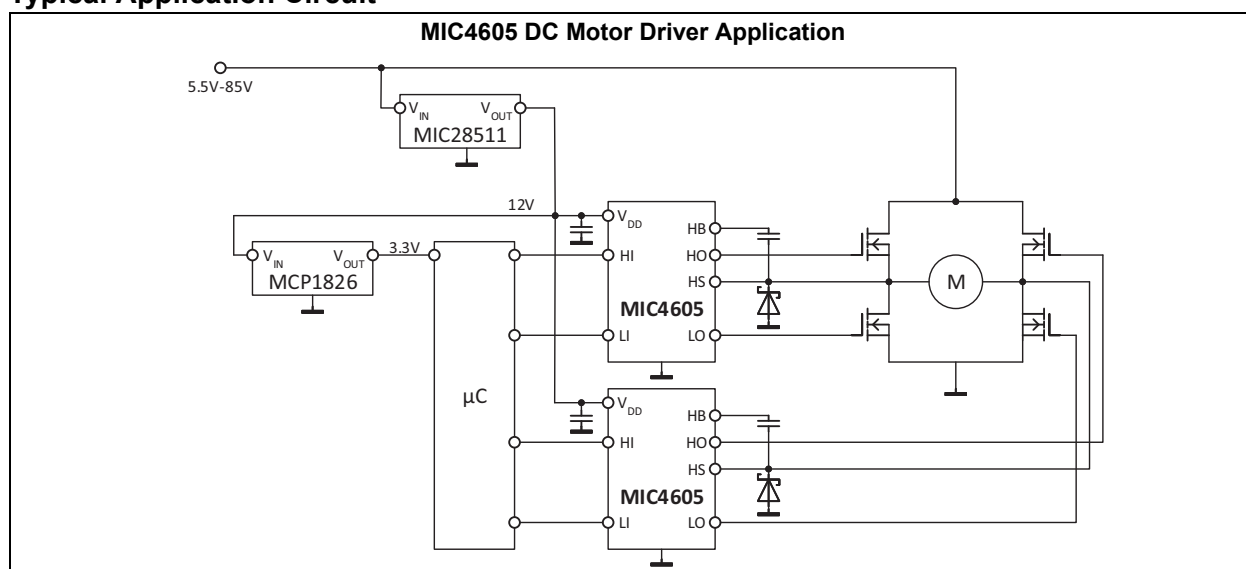 Typical Application Circuit
MIC4605 DC Motor Driver Application
5.5V-85V
VIN
VOUT
MIC28511
12V
VIN
VOUT
MCP1826
3.3V
µC
VDD
HI
LI
HB
HO
HS
LO
MIC4605
M
VDD
HI
LI
HB
HO
HS
LO
MIC4605